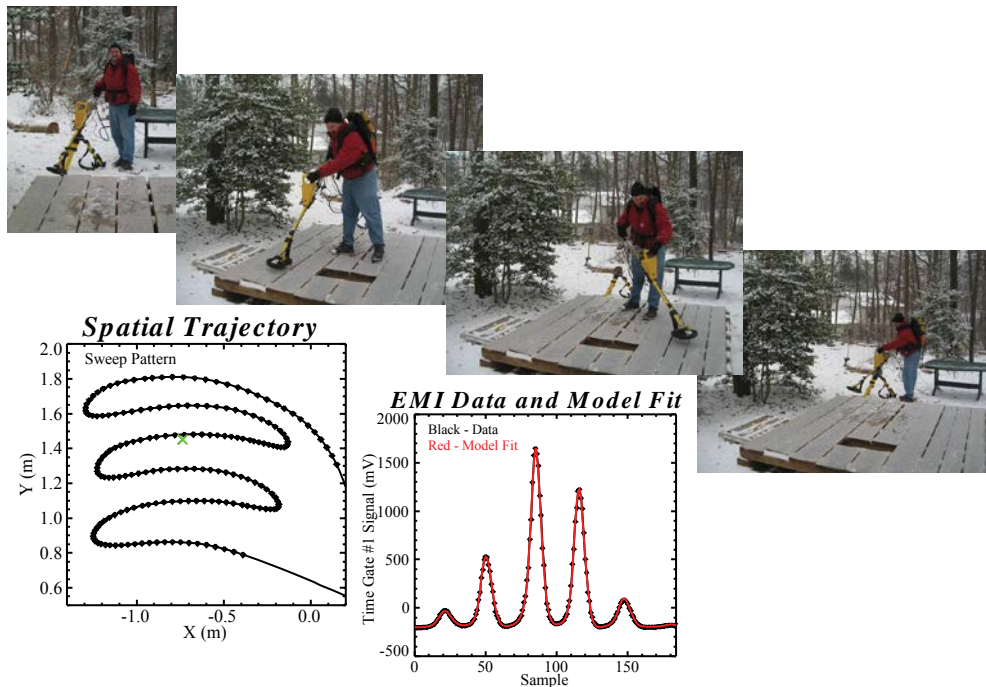 Spatial Trajectory
Sweep Pattern
2.0
1.8
1.6
1.4
1.2
1.0
0.8
0.6
Y (m)
-1.0 -0.5 0.0
X (m)
EMI Data and Model Fit
Black - Data
Red - Model Fit
2000
1500
1000
500
0
-500
Time Gate #1 Signal (mV)
0 50 100 150
Sample